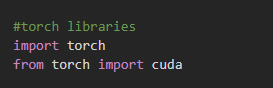 #torch libraries
import torch
from torch import cuda